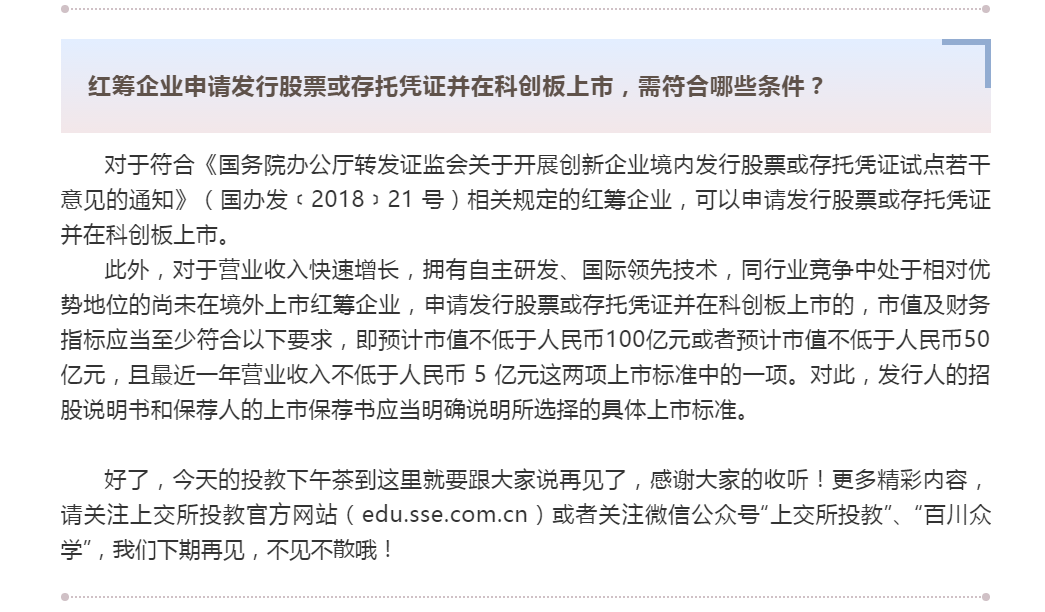 红筹企业申请发行股票或存托凭证并在科创板上市，需符合哪些条件？
对于符合《国务院办公厅转发证监会关于开展创新企业境内发行股票或存托凭证试点若干
意见的通知》（国办发﹝2018﹞21 号）相关规定的红筹企业，可以申请发行股票或存托凭证
并在科创板上市。
此外，对于营业收入快速增长，拥有自主研发、国际领先技术，同行业竞争中处于相对优
势地位的尚未在境外上市红筹企业，申请发行股票或存托凭证并在科创板上市的，市值及财务
指标应当至少符合以下要求，即预计市值不低于人民币100亿元或者预计市值不低于人民币50
亿元，且最近一年营业收入不低于人民币 5 亿元这两项上市标准中的一项。对此，发行人的招
股说明书和保荐人的上市保荐书应当明确说明所选择的具体上市标准。
好了，今天的投教下午茶到这里就要跟大家说再见了，感谢大家的收听！更多精彩内容，
请关注上交所投教官方网站（edu.sse.com.cn）或者关注微信公众号“上交所投教”、“百川众
学”，我们下期再见，不见不散哦！